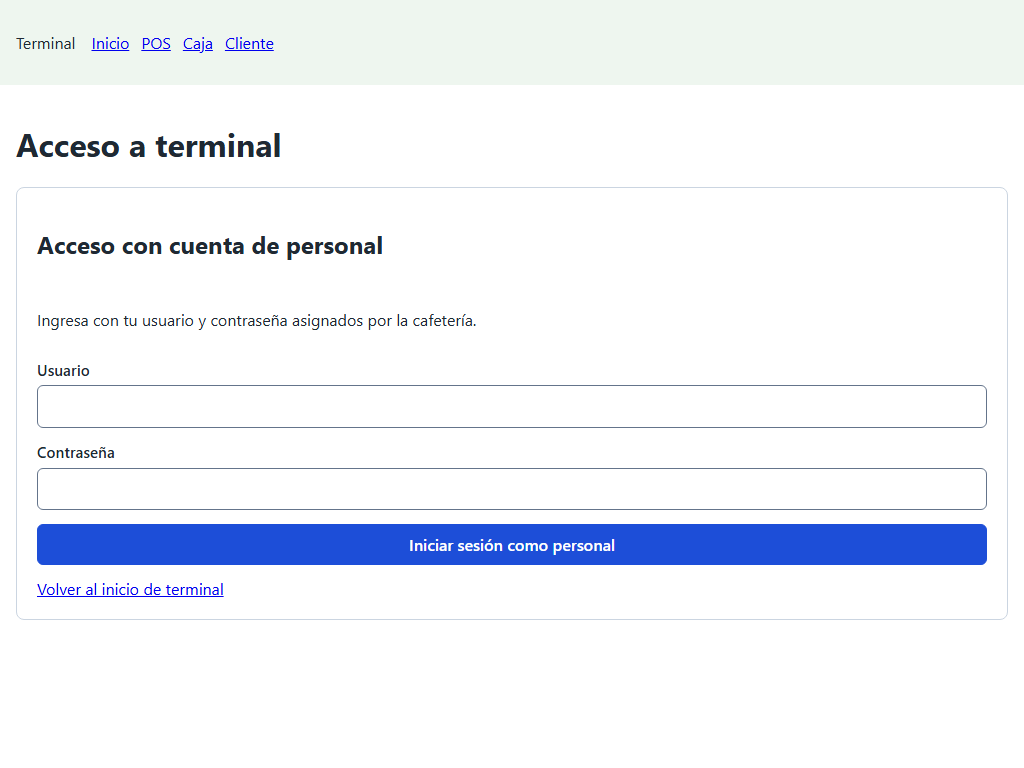 Terminal Inicio POS Caja Cliente
Acceso a terminal
Acceso con cuenta de personal
Ingresa con tu usuario y contraseña asignados por la cafetería.
Usuario
Contraseña
Iniciar sesión como personal
Volver al inicio de terminal